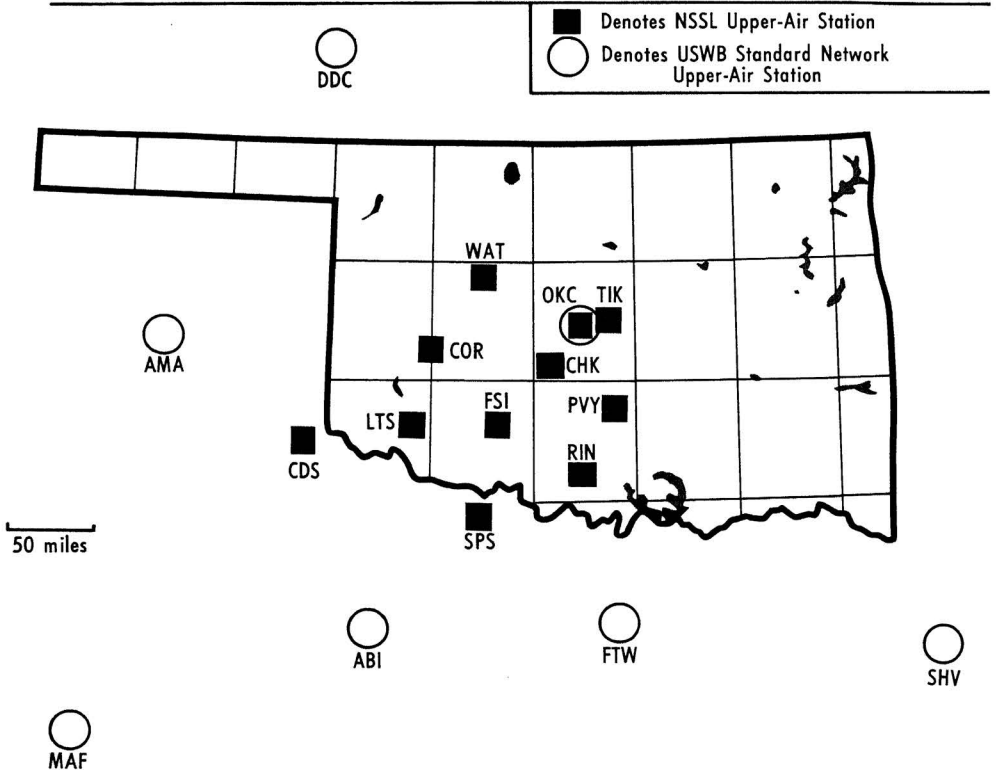 Denotes NSSL Upper-Air Station
Denotes USWB Standard Network
Upper-Air Station
DDC
WAT
OKC TIK
AMA
COR
CHK
LTS
FSI
PVY
CDS
RIN
50 miles
SPS
ABI
FTW
SHV
MAF